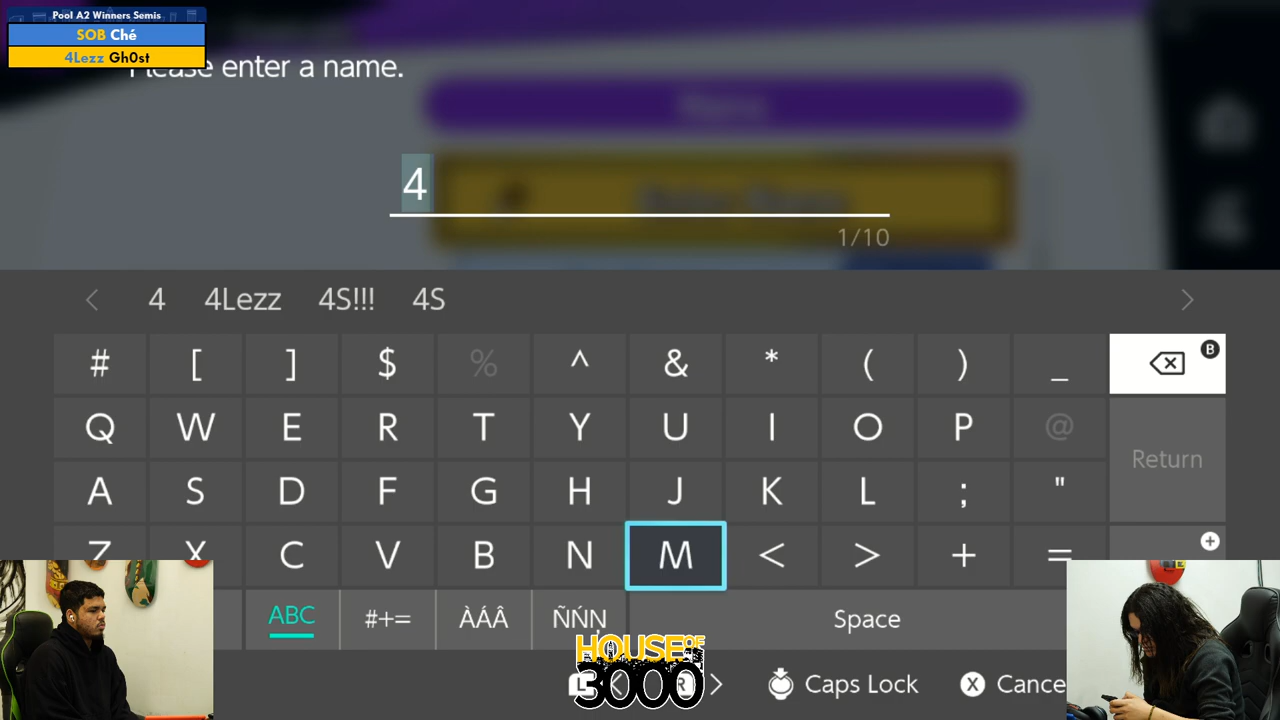 Pool A2 Winners Semis
SOB Ché
4Lezz Gh0st
Please enter a name.
4
1/10
4 4Lezz 4S!!! 4S
# [ ] $ % ^ & * ( ) _ B
Q W E R T Y U I O P @
Return
A S D F G H J K L ; "
Z X C V B N M < > + = +
ABC #+= ÀÁÂ ÑŃŅ Space
HOUSE OF
3000
L R Caps Lock X Cance